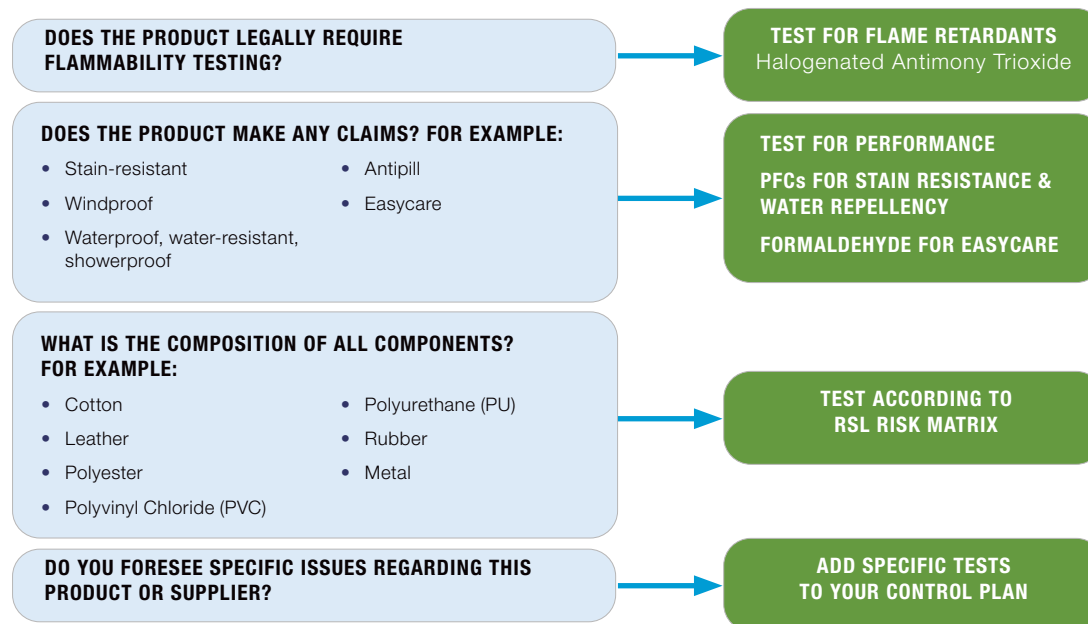 DOES THE PRODUCT LEGALLY REQUIRE
FLAMMABILITY TESTING?
TEST FOR FLAME RETARDANTS
Halogenated Antimony Trioxide
DOES THE PRODUCT MAKE ANY CLAIMS? FOR EXAMPLE:
• Stain-resistant
• Windproof
• Waterproof, water-resistant,
showerproof
• Antipill
• Easycare
TEST FOR PERFORMANCE
PFCs FOR STAIN RESISTANCE &
WATER REPELLENCY
FORMALDEHYDE FOR EASYCARE
WHAT IS THE COMPOSITION OF ALL COMPONENTS?
FOR EXAMPLE:
• Cotton
• Leather
• Polyester
• Polyvinyl Chloride (PVC)
• Polyurethane (PU)
• Rubber
• Metal
TEST ACCORDING TO
RSL RISK MATRIX
DO YOU FORESEE SPECIFIC ISSUES REGARDING THIS
PRODUCT OR SUPPLIER?
ADD SPECIFIC TESTS
TO YOUR CONTROL PLAN